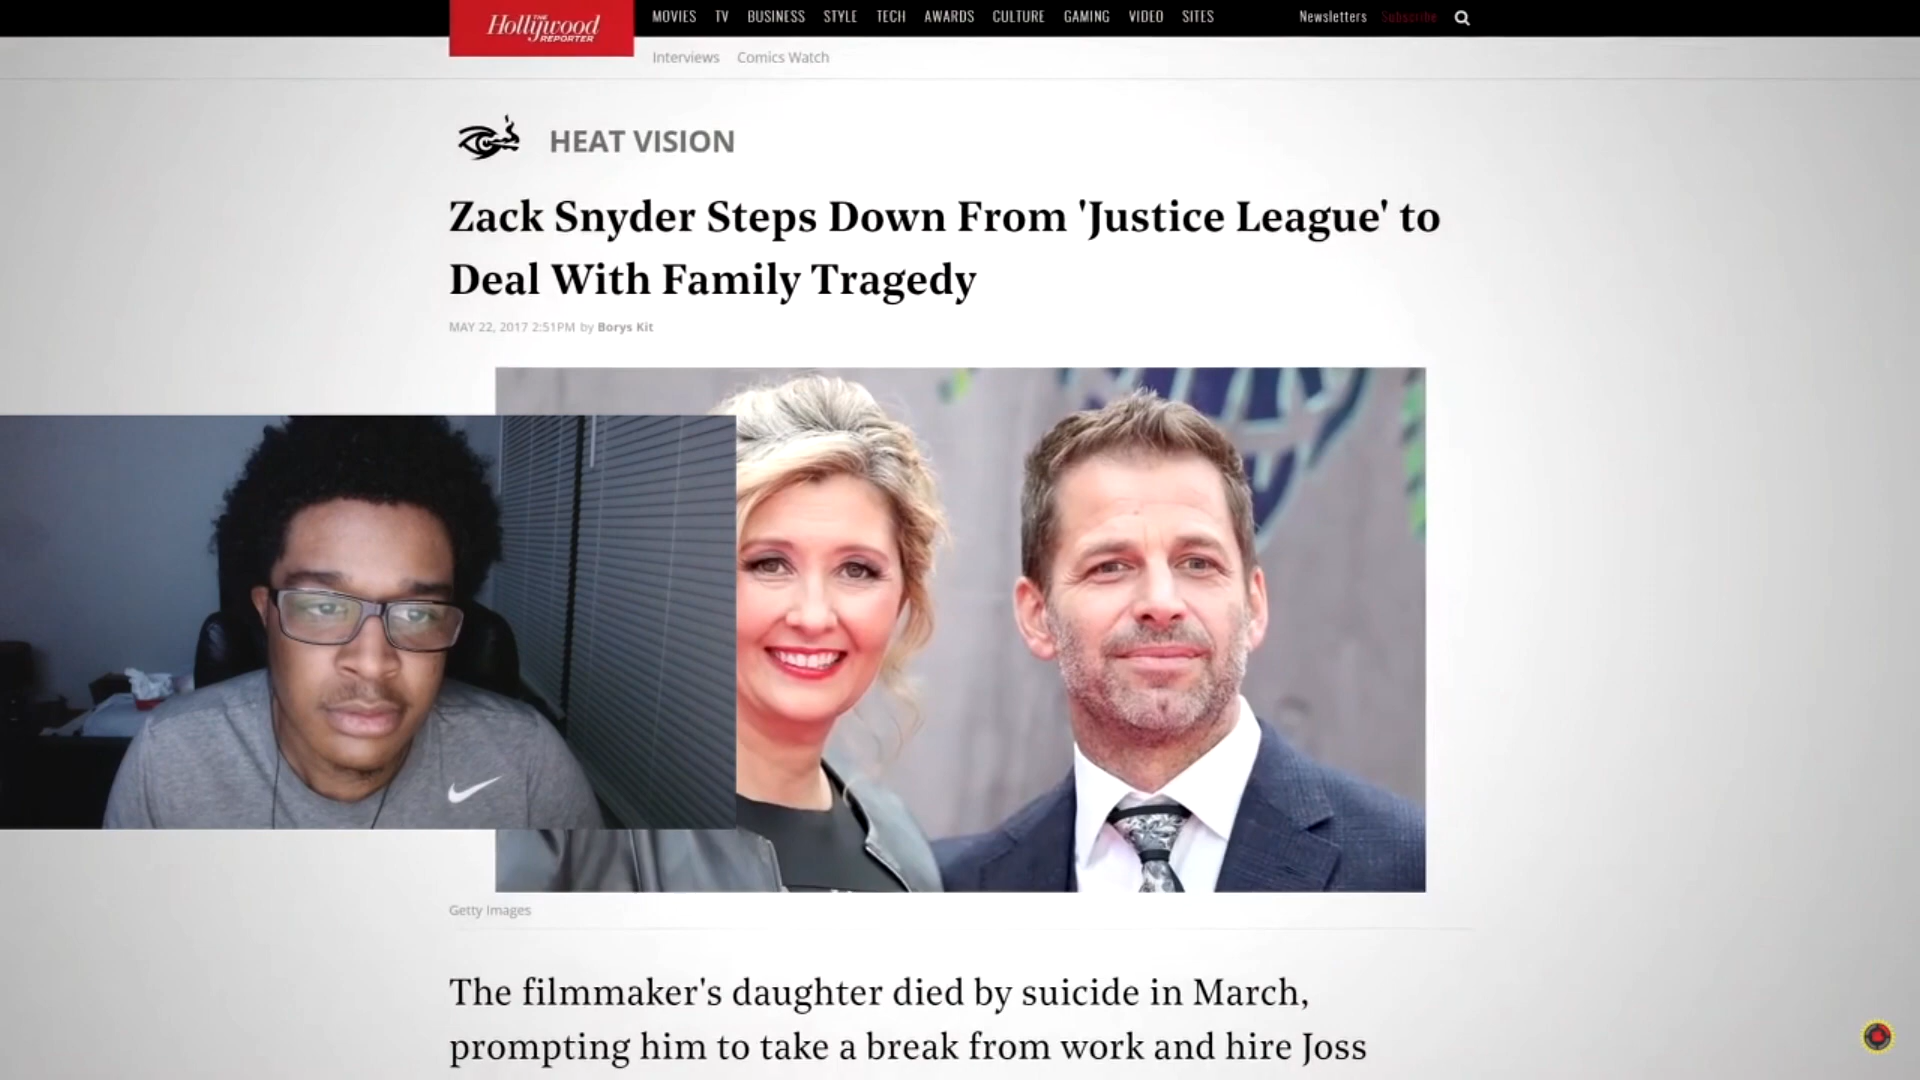 THE
Hollywood
REPORTER
MOVIES TV BUSINESS STYLE TECH AWARDS CULTURE GAMING VIDEO SITES
Newsletters Subscribe
Interviews Comics Watch
HEAT VISION
Zack Snyder Steps Down From 'Justice League' to
Deal With Family Tragedy
MAY 22, 2017 2:51PM by Borys Kit
Getty Images
The filmmaker's daughter died by suicide in March,
prompting him to take a break from work and hire Joss